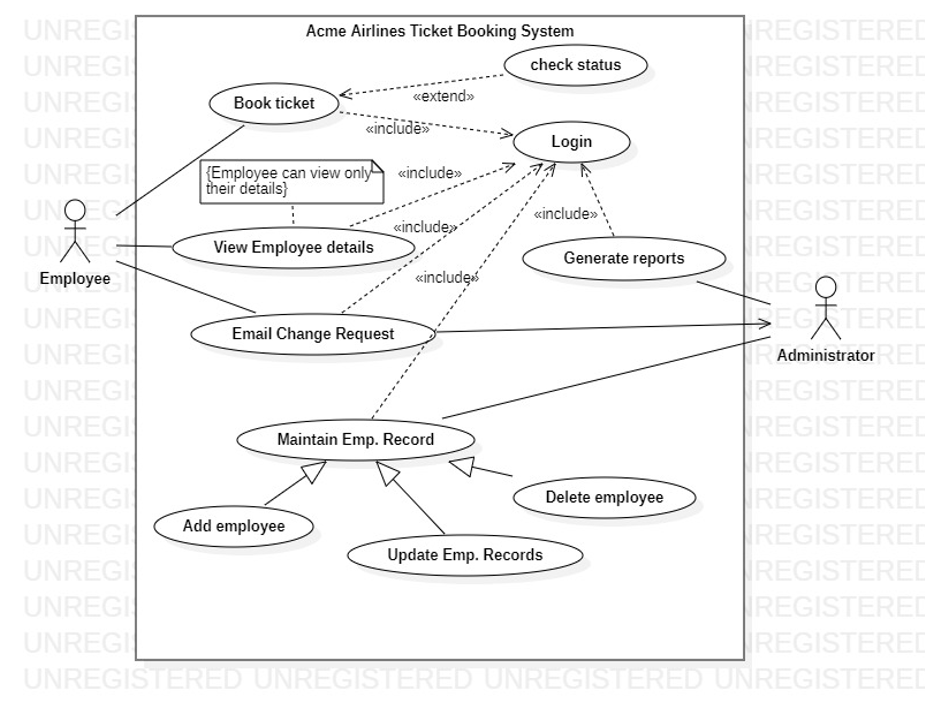 Acme Airlines Ticket Booking System
check status
Book ticket
«extend»
«include»
Login
{Employee can view only
their details}
«include»
«include»
«include»
View Employee details
Generate reports
Employee
«include»
Email Change Request
Administrator
Maintain Emp. Record
Delete employee
Add employee
Update Emp. Records
UNREGISTERED UNREGISTERED UNREGISTERED UNREGISTERED